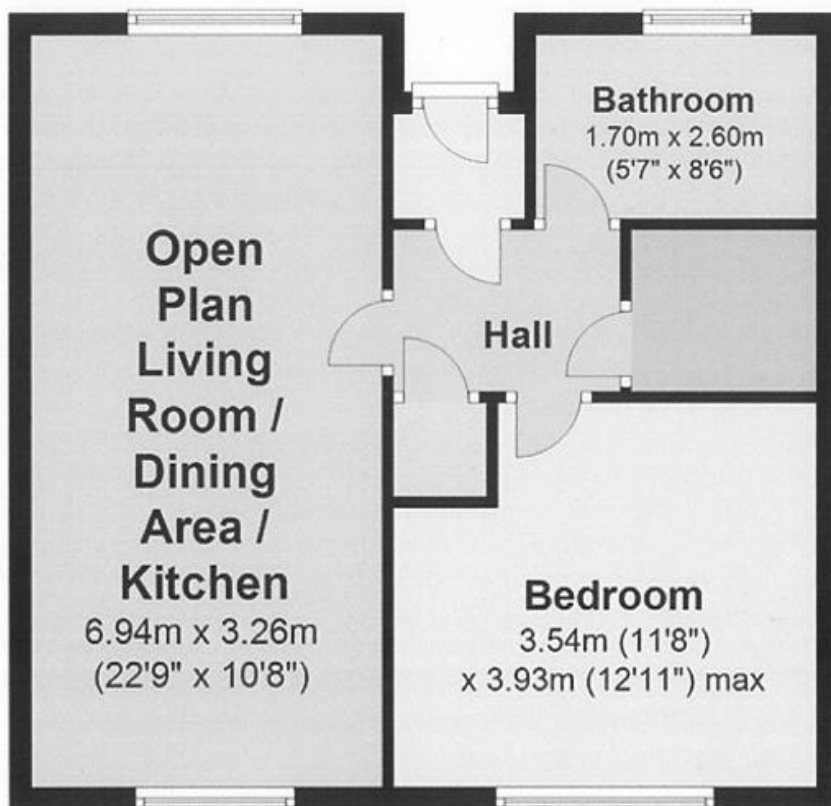 Bathroom
1.70m x 2.60m
(5'7" x 8'6")
Open
Plan
Living
Room /
Dining
Area /
Kitchen
6.94m x 3.26m
(22'9" x 10'8")
Hall
Bedroom
3.54m (11'8")
x 3.93m (12'11") max